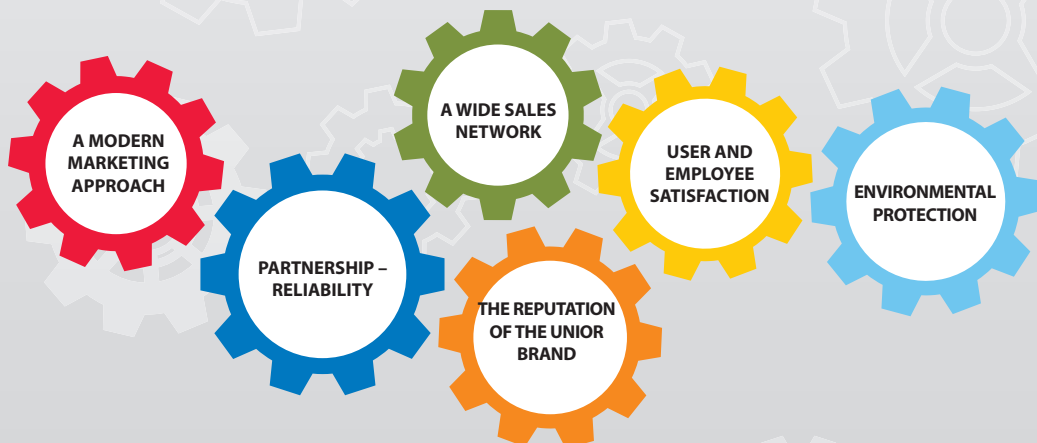 A MODERN
MARKETING
APPROACH
PARTNERSHIP –
RELIABILITY
A WIDE SALES
NETWORK
THE REPUTATION
OF THE UNIOR
BRAND
USER AND
EMPLOYEE
SATISFACTION
ENVIRONMENTAL
PROTECTION